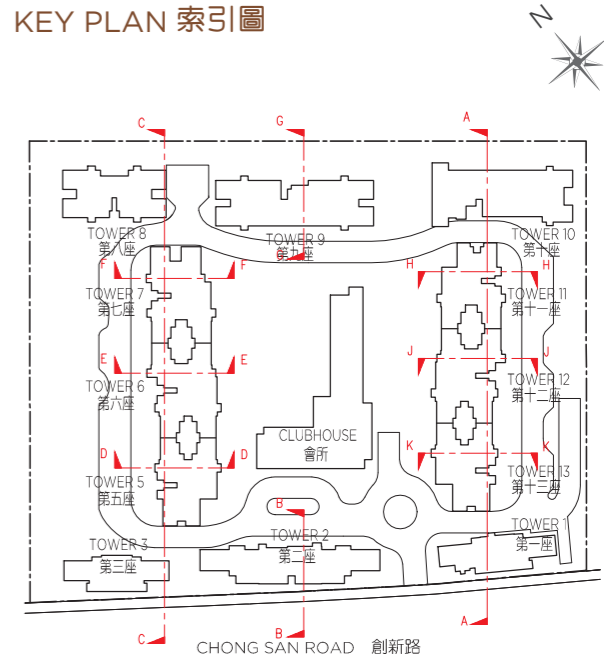 KEY PLAN 索引圖
N
C
G
A
TOWER 8
第八座
TOWER 9
第九座
G
TOWER 10
第十座
F
F
H
H
TOWER 7
第七座
TOWER 11
第十一座
E
E
J
J
TOWER 6
第六座
TOWER 12
第十二座
CLUBHOUSE
會所
D
D
K
K
TOWER 5
第五座
TOWER 13
第十三座
B
TOWER 3
第三座
TOWER 2
第二座
TOWER 1
第一座
C
B
A
CHONG SAN ROAD 創新路